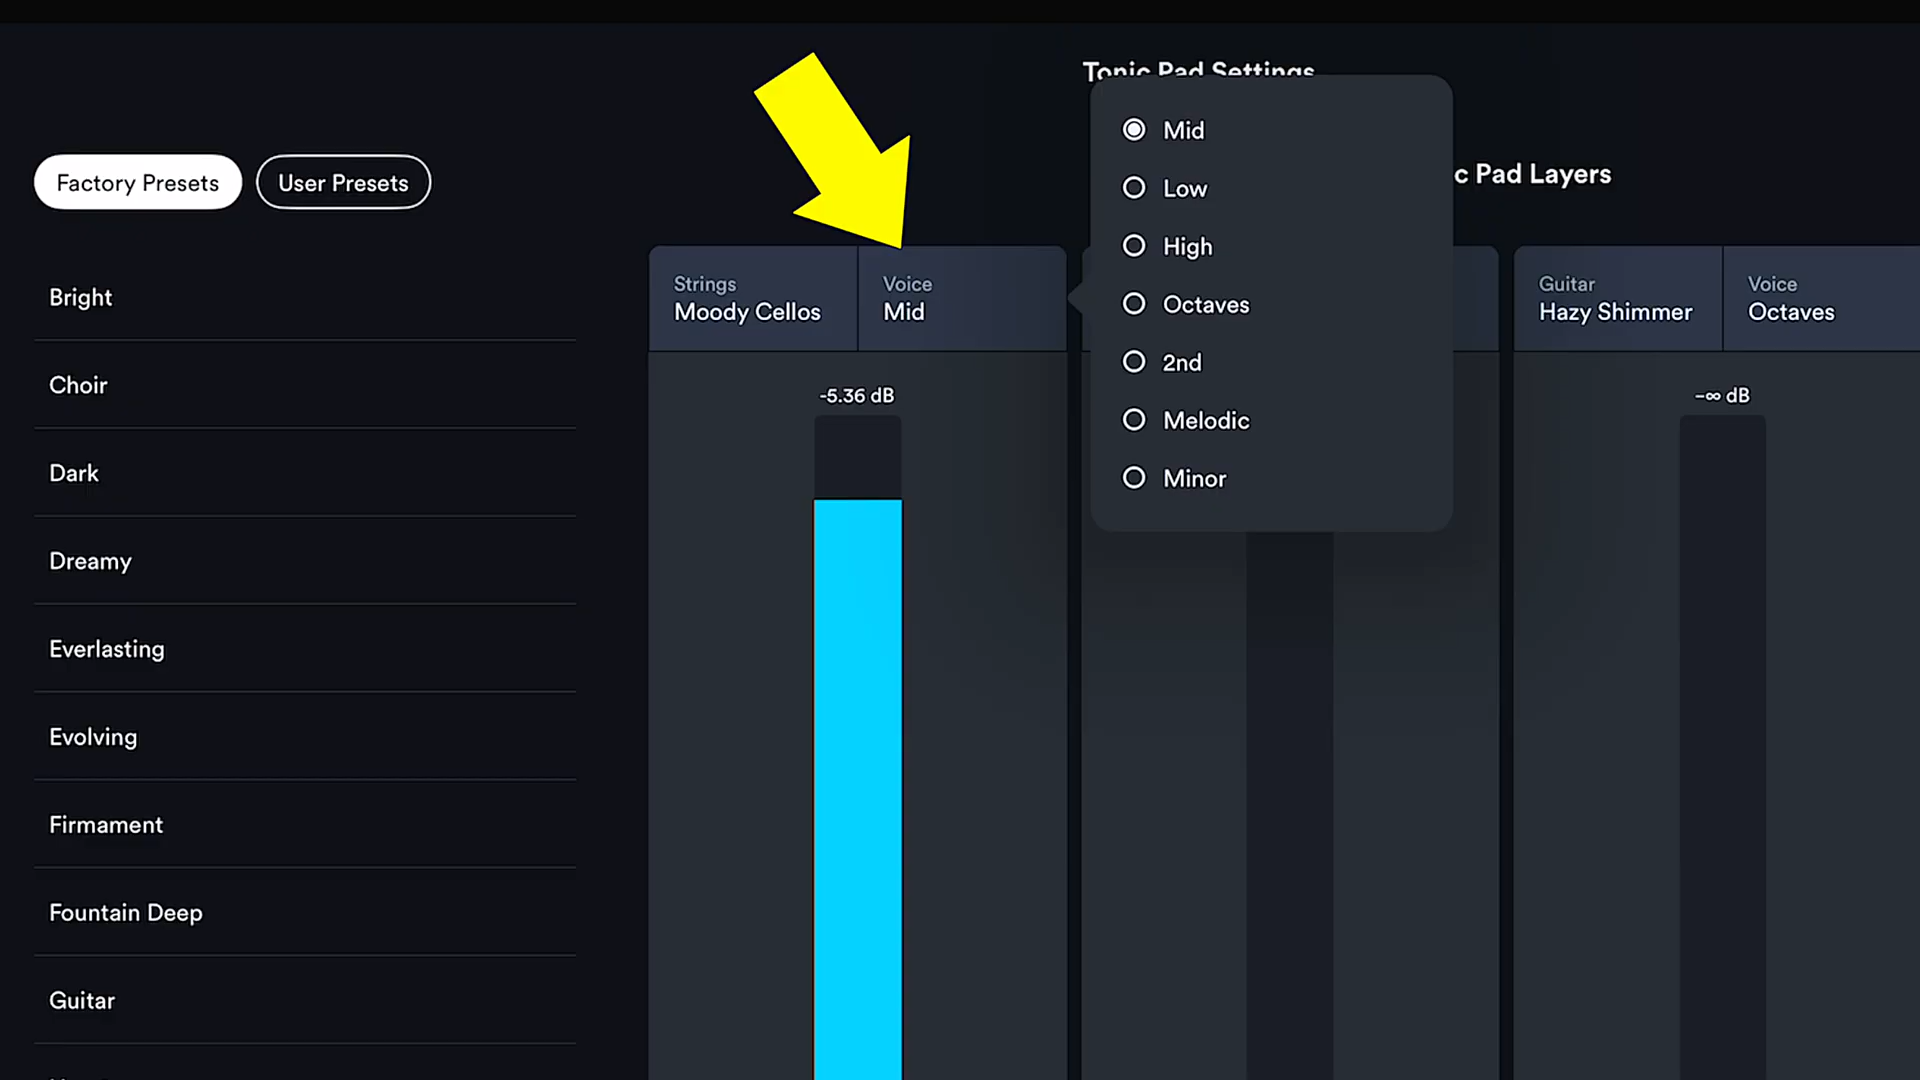 Tonic Pad Settings
Factory Presets
User Presets
Bright
Choir
Dark
Dreamy
Everlasting
Evolving
Firmament
Fountain Deep
Guitar
c Pad Layers
Strings
Moody Cellos
Voice
Mid
-5.36 dB
Mid
Low
High
Octaves
2nd
Melodic
Minor
Guitar
Hazy Shimmer
Voice
Octaves
-∞ dB